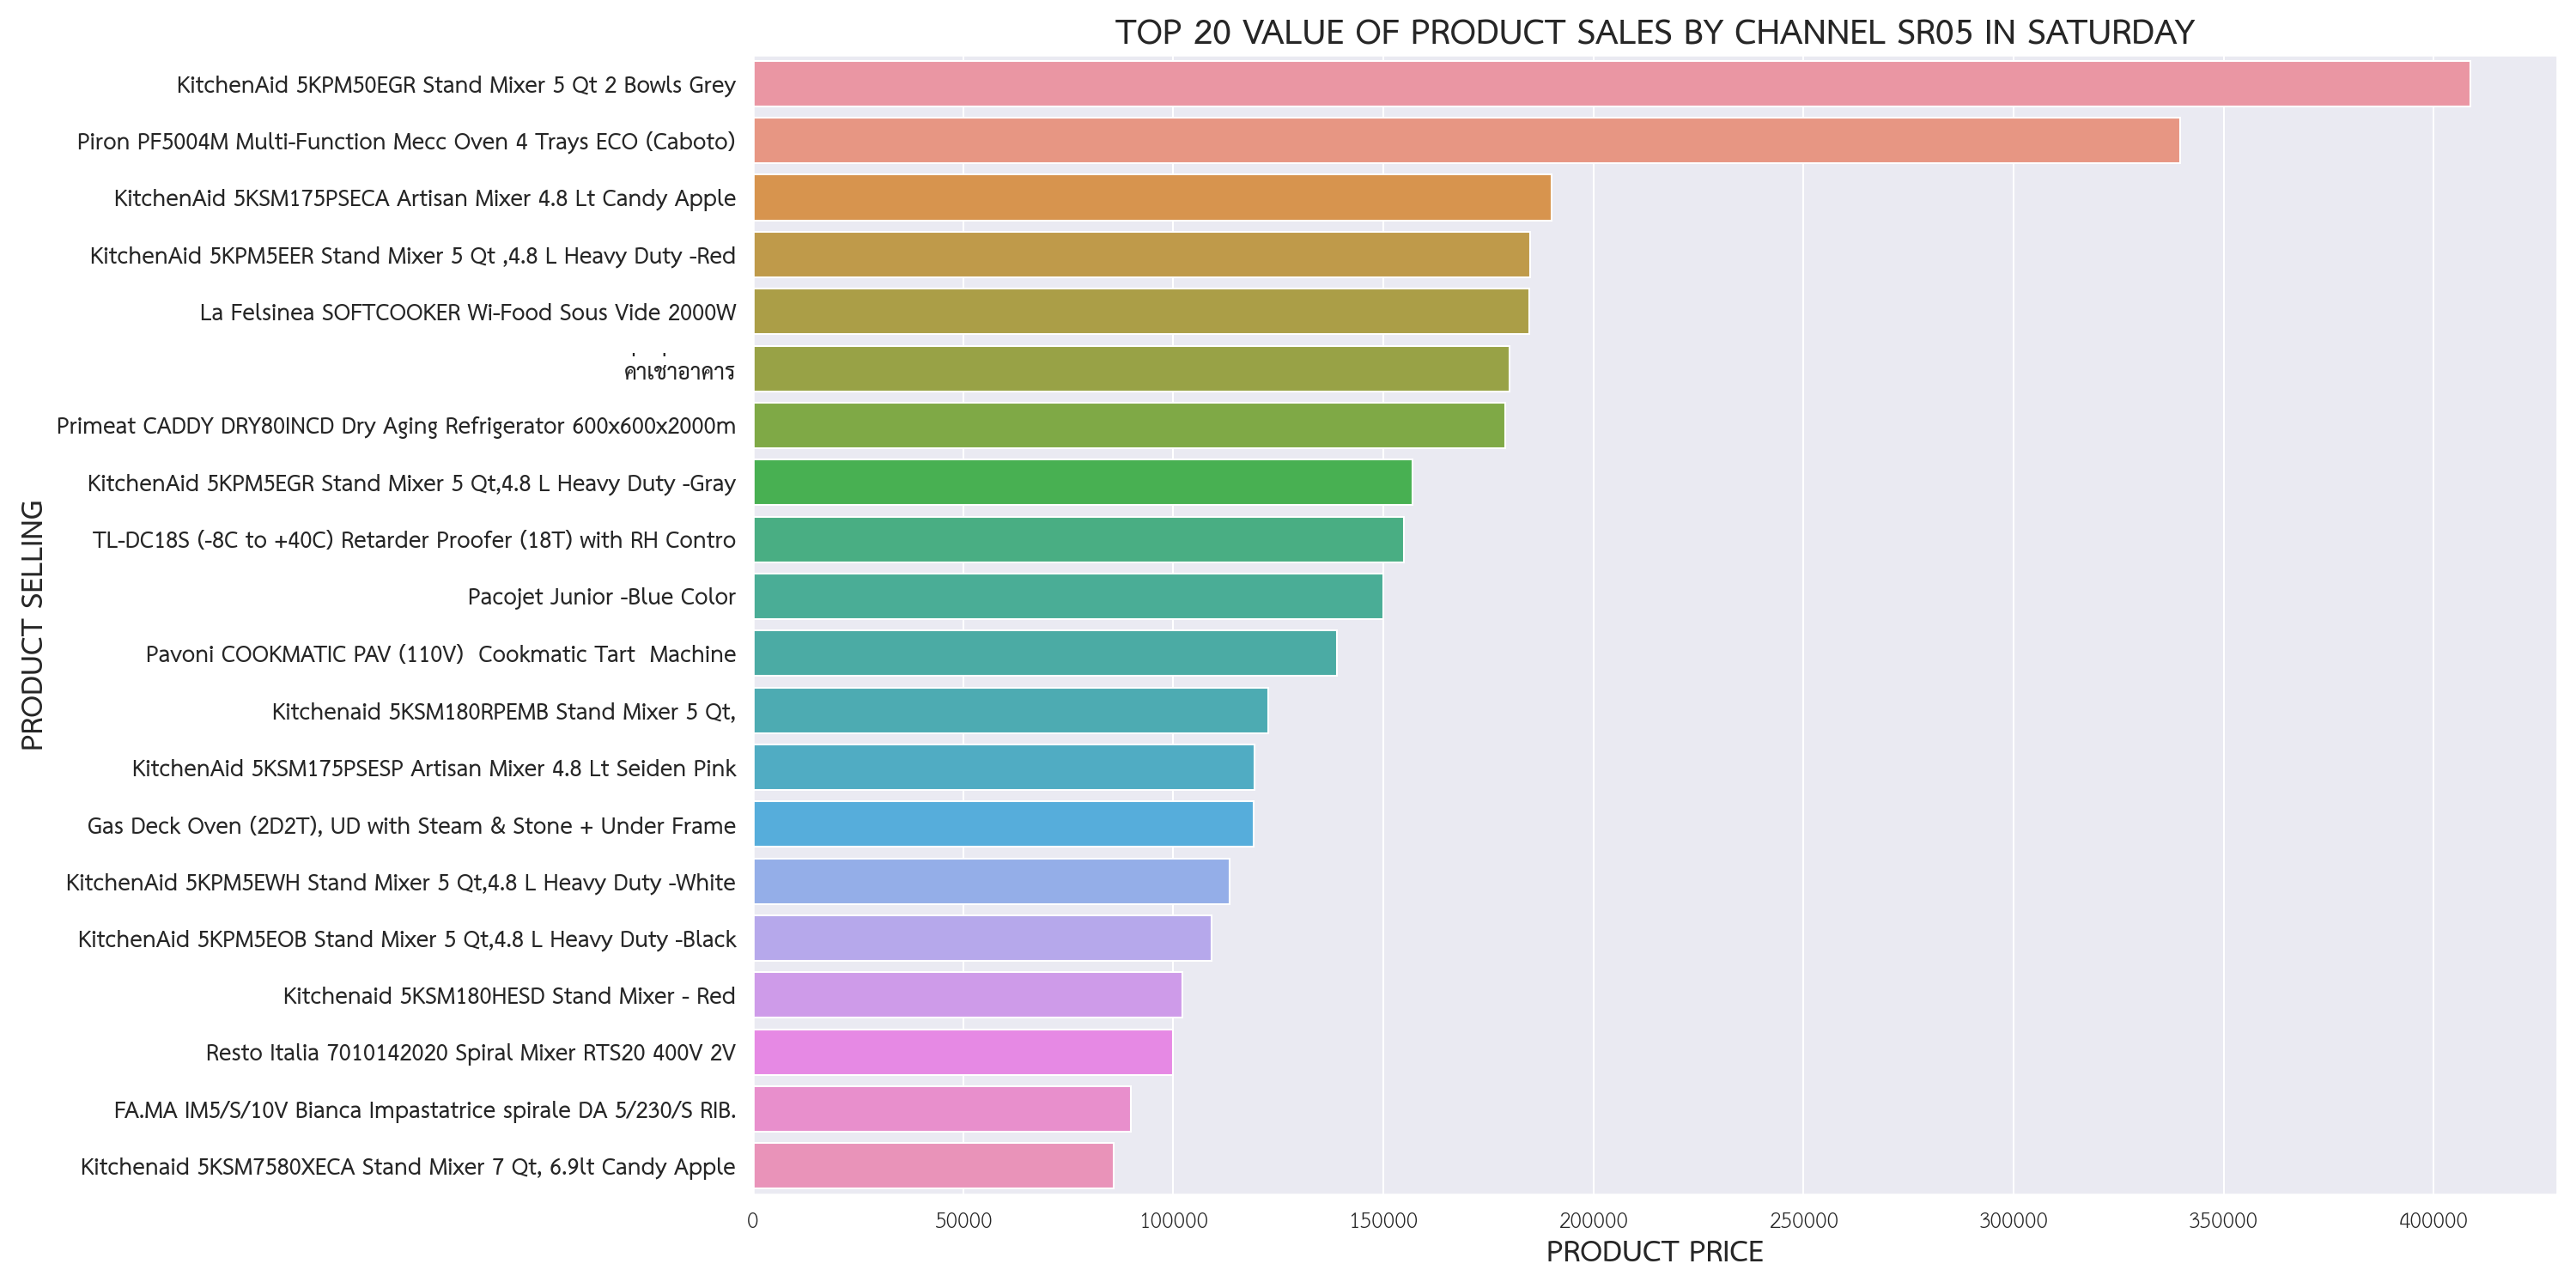 TOP 20 VALUE OF PRODUCT SALES BY CHANNEL SR05 IN SATURDAY
PRODUCT SELLING
KitchenAid 5KPM50EGR Stand Mixer 5 Qt 2 Bowls Grey
Piron PF5004M Multi-Function Mecc Oven 4 Trays ECO (Caboto)
KitchenAid 5KSM175PSECA Artisan Mixer 4.8 Lt Candy Apple
KitchenAid 5KPM5EER Stand Mixer 5 Qt ,4.8 L Heavy Duty -Red
La Felsinea SOFTCOOKER Wi-Food Sous Vide 2000W
ค่าเช่าอาคาร
Primeat CADDY DRY80INCD Dry Aging Refrigerator 600x600x2000m
KitchenAid 5KPM5EGR Stand Mixer 5 Qt,4.8 L Heavy Duty -Gray
TL-DC18S (-8C to +40C) Retarder Proofer (18T) with RH Contro
Pacojet Junior -Blue Color
Pavoni COOKMATIC PAV (110V)  Cookmatic Tart  Machine
Kitchenaid 5KSM180RPEMB Stand Mixer 5 Qt,
KitchenAid 5KSM175PSESP Artisan Mixer 4.8 Lt Seiden Pink
Gas Deck Oven (2D2T), UD with Steam & Stone + Under Frame
KitchenAid 5KPM5EWH Stand Mixer 5 Qt,4.8 L Heavy Duty -White
KitchenAid 5KPM5EOB Stand Mixer 5 Qt,4.8 L Heavy Duty -Black
Kitchenaid 5KSM180HESD Stand Mixer - Red
Resto Italia 7010142020 Spiral Mixer RTS20 400V 2V
FA.MA IM5/S/10V Bianca Impastatrice spirale DA 5/230/S RIB.
Kitchenaid 5KSM7580XECA Stand Mixer 7 Qt, 6.9lt Candy Apple
0 50000 100000 150000 200000 250000 300000 350000 400000
PRODUCT PRICE